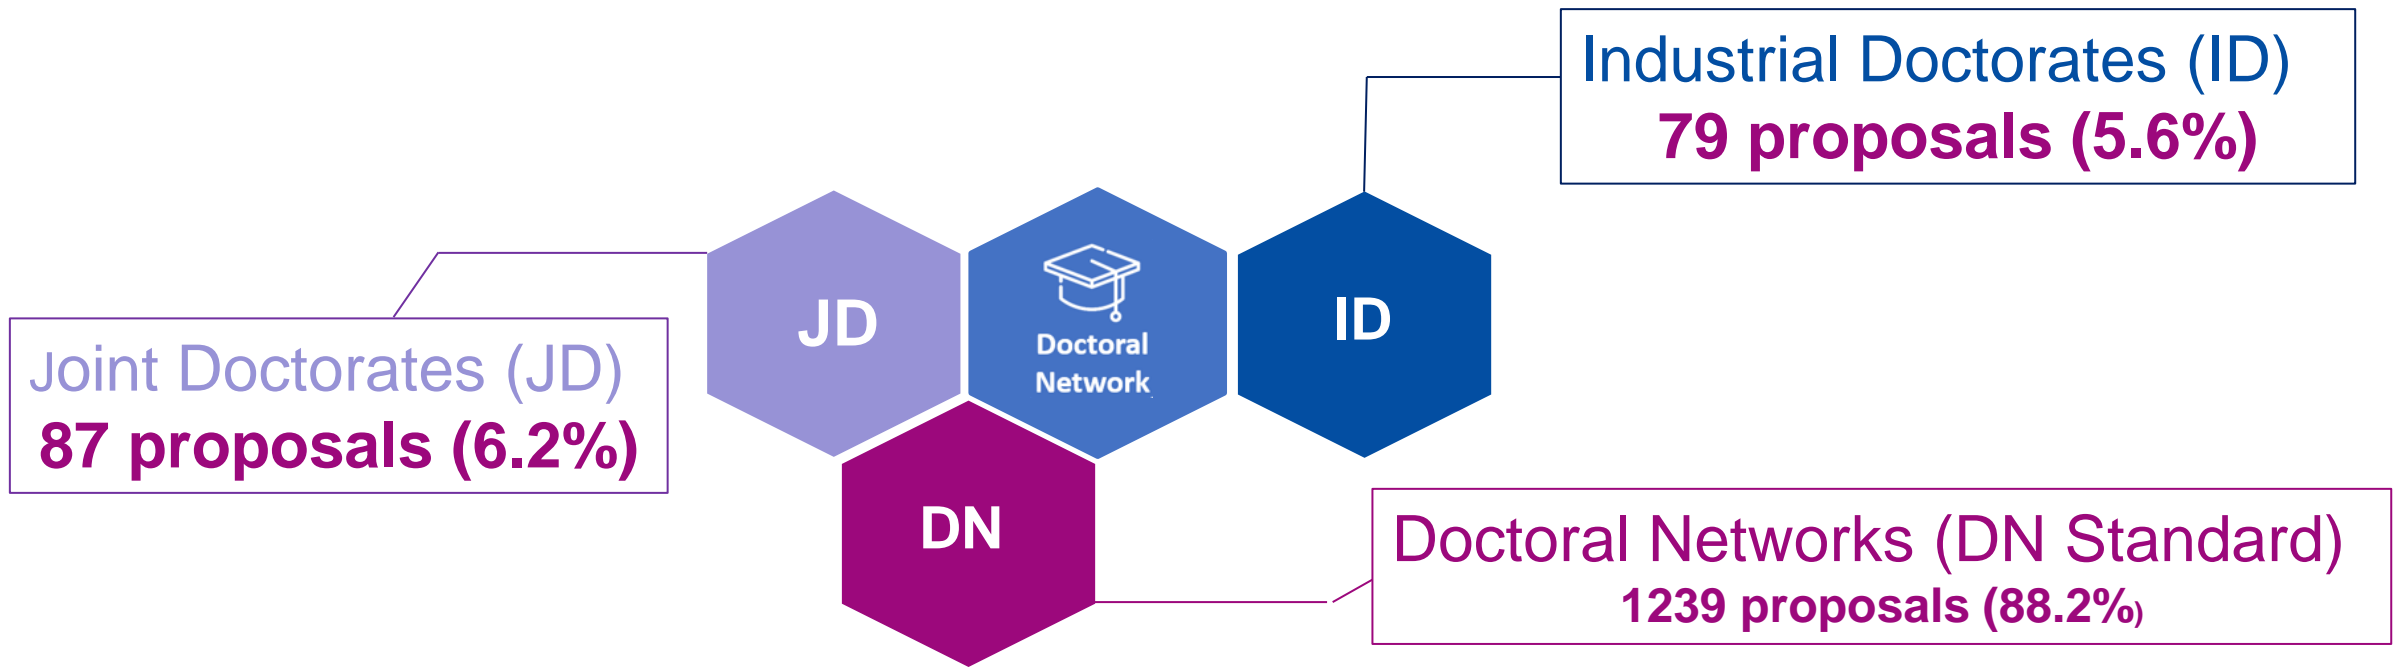 Industrial Doctorates (ID)
79 proposals (5.6%)
JD
Doctoral
Network
ID
Joint Doctorates (JD)
87 proposals (6.2%)
DN
Doctoral Networks (DN Standard)
1239 proposals (88.2%)